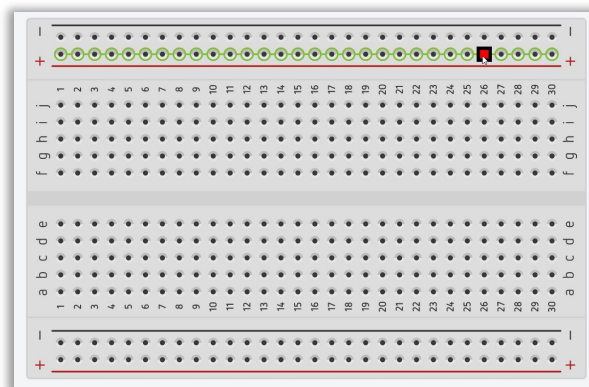 − −
+ +
1 2 3 4 5 6 7 8 9 10 11 12 13 14 15 16 17 18 19 20 21 22 23 24 25 26 27 28 29 30
j j
i i
h h
g g
f f
e e
d d
c c
b b
a a
1 2 3 4 5 6 7 8 9 10 11 12 13 14 15 16 17 18 19 20 21 22 23 24 25 26 27 28 29 30
− −
+ +